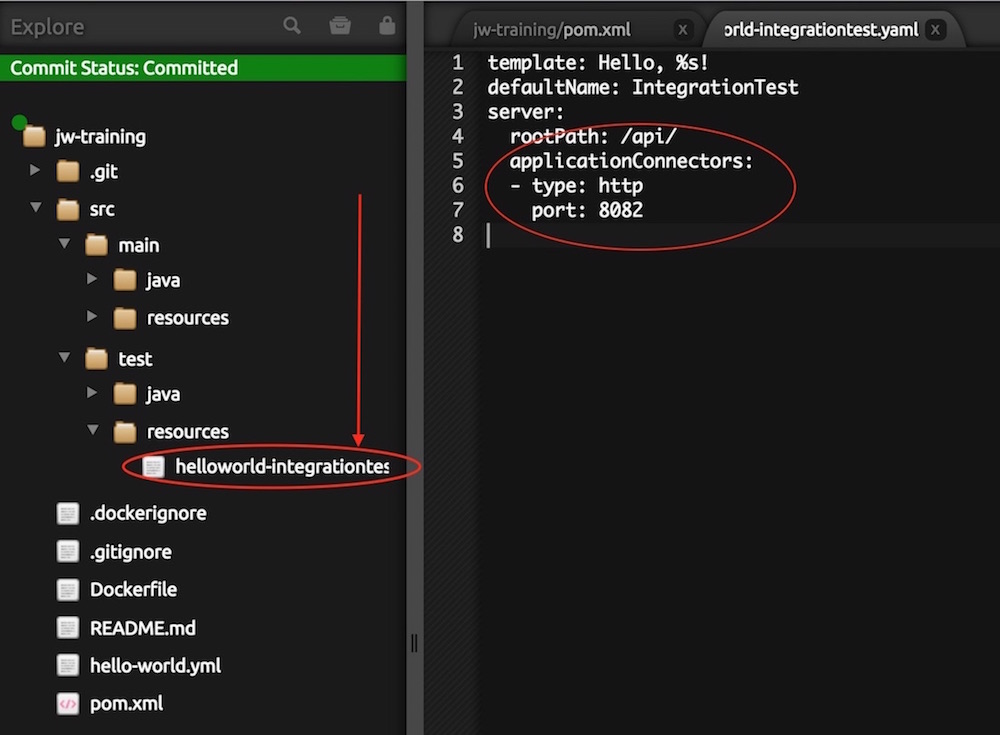 Explore
Commit Status: Committed
jw-training
.git
src
main
java
resources
test
java
resources
helloworld-integrationtes
.dockerignore
.gitignore
Dockerfile
README.md
hello-world.yml
pom.xml
jw-training/pom.xml x
orld-integrationtest.yaml x
1 template: Hello, %s!
2 defaultName: IntegrationTest
3 server:
4   rootPath: /api/
5   applicationConnectors:
6   - type: http
7     port: 8082
8